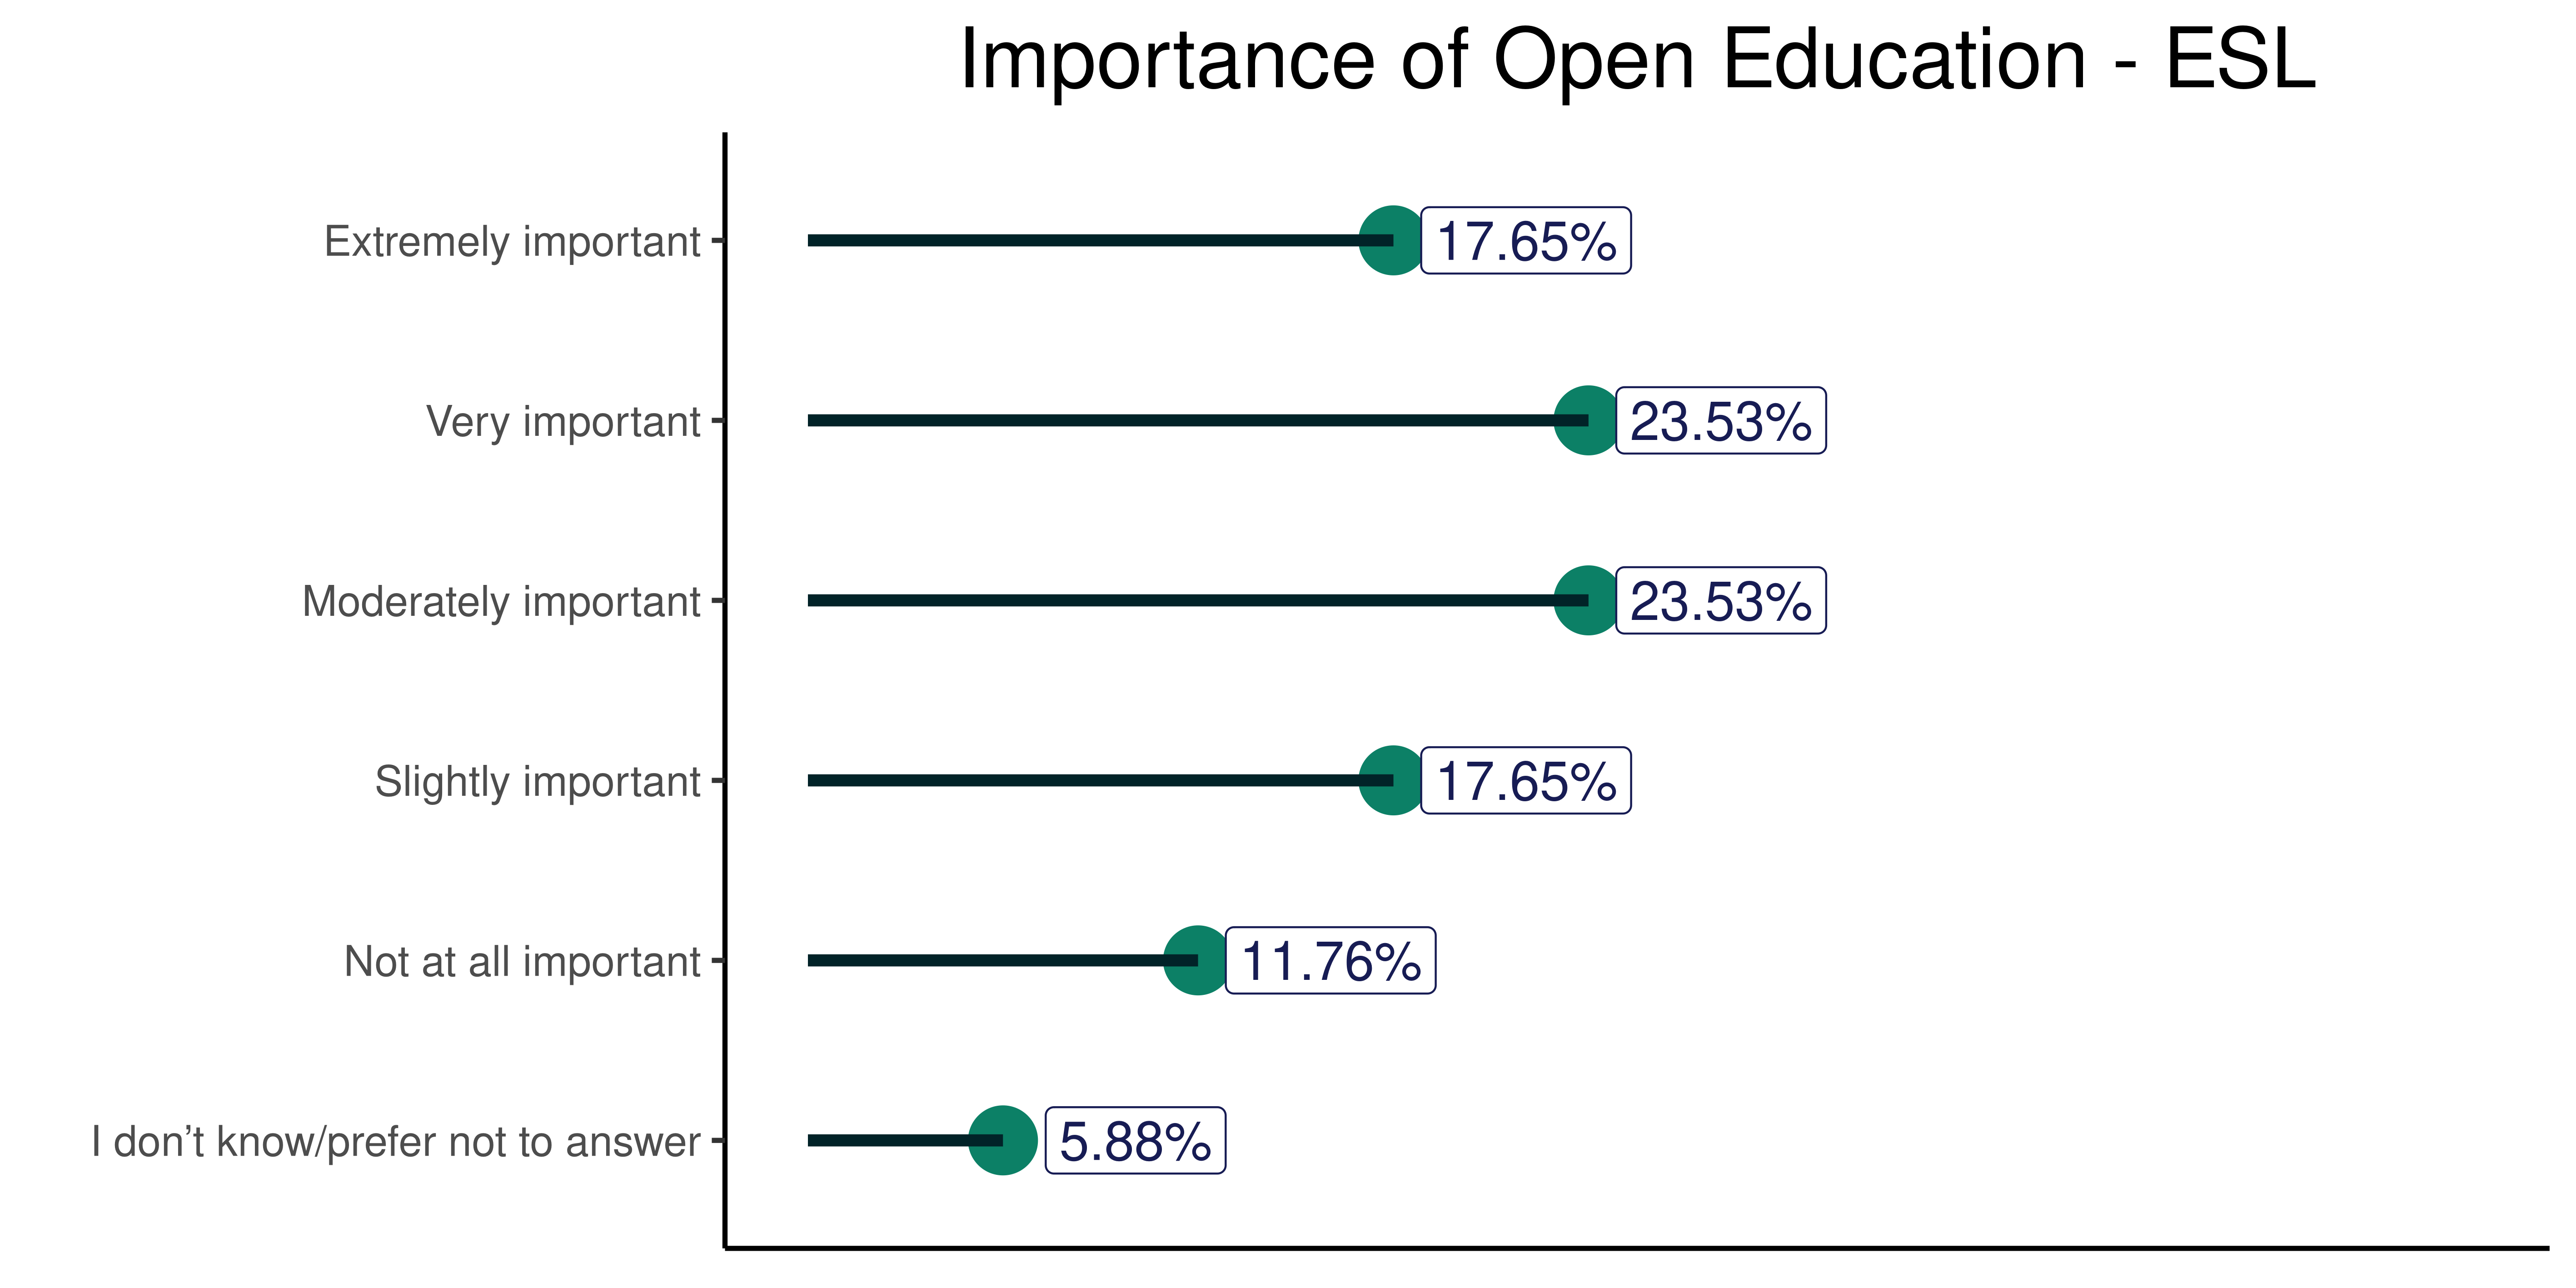 Importance of Open Education - ESL
Extremely important
17.65%
Very important
23.53%
Moderately important
23.53%
Slightly important
17.65%
Not at all important
11.76%
I don’t know/prefer not to answer
5.88%